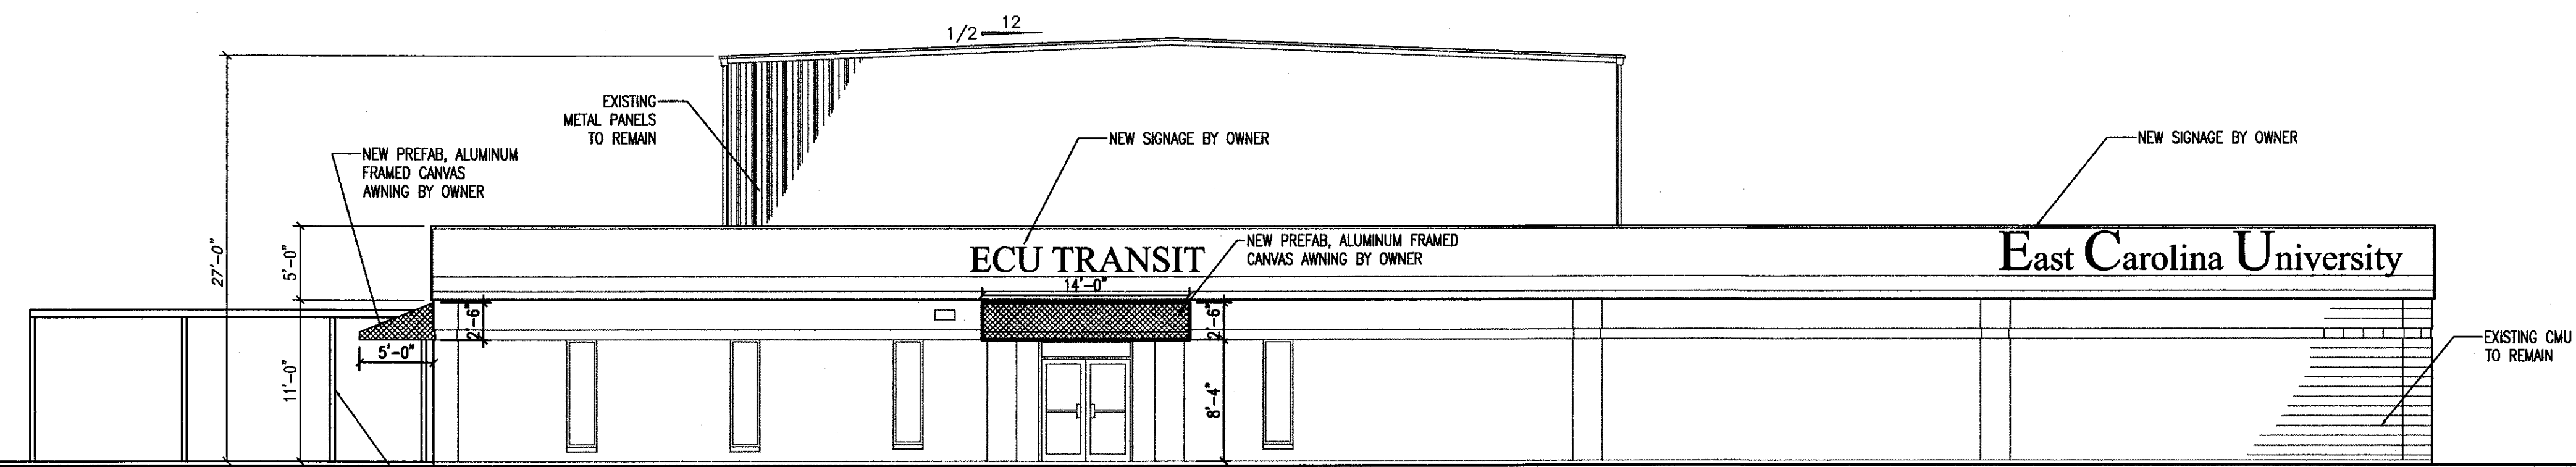 12
1/2
EXISTING
METAL PANELS
TO REMAIN
NEW PREFAB, ALUMINUM
FRAMED CANVAS
AWNING BY OWNER
NEW SIGNAGE BY OWNER
NEW SIGNAGE BY OWNER
27'-0"
5'-0"
ECU TRANSIT
NEW PREFAB, ALUMINUM FRAMED
CANVAS AWNING BY OWNER
East Carolina University
14'-0"
2'-6"
2'-6"
5'-0"
11'-0"
8'-4"
EXISTING CMU
TO REMAIN